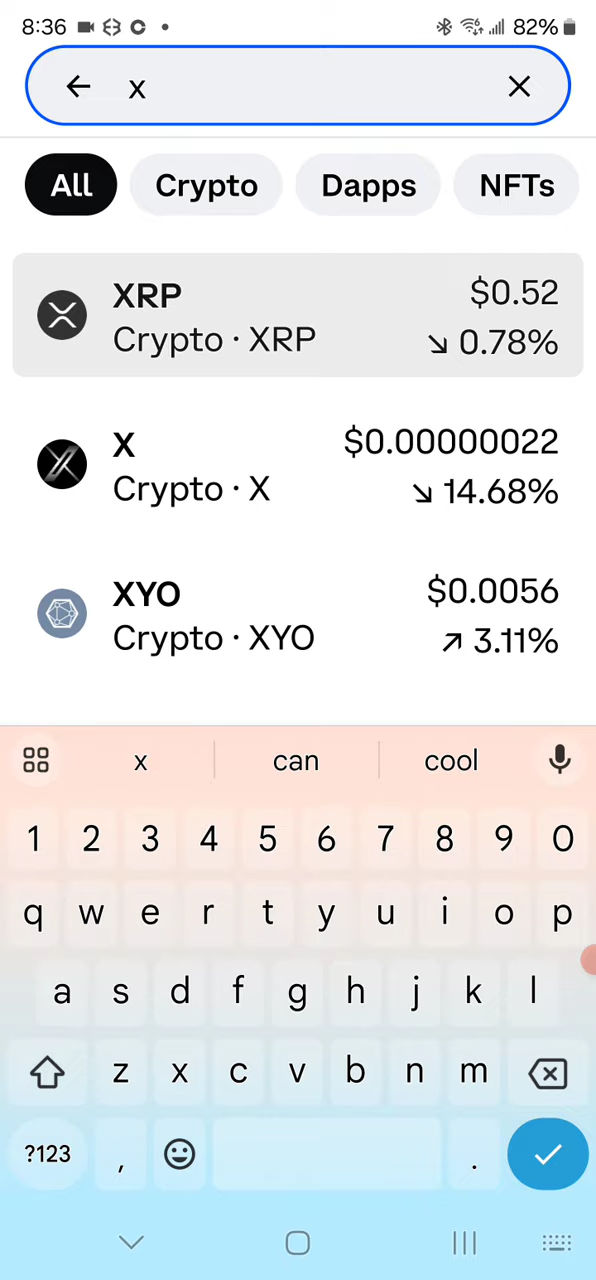 8:36 82%
x
All Crypto Dapps NFTs
XRP $0.52
Crypto · XRP ↘ 0.78%
X $0.00000022
Crypto · X ↘ 14.68%
XYO $0.0056
Crypto · XYO ↗ 3.11%
x can cool
1 2 3 4 5 6 7 8 9 0
q w e r t y u i o p
a s d f g h j k l
z x c v b n m
?123 , .